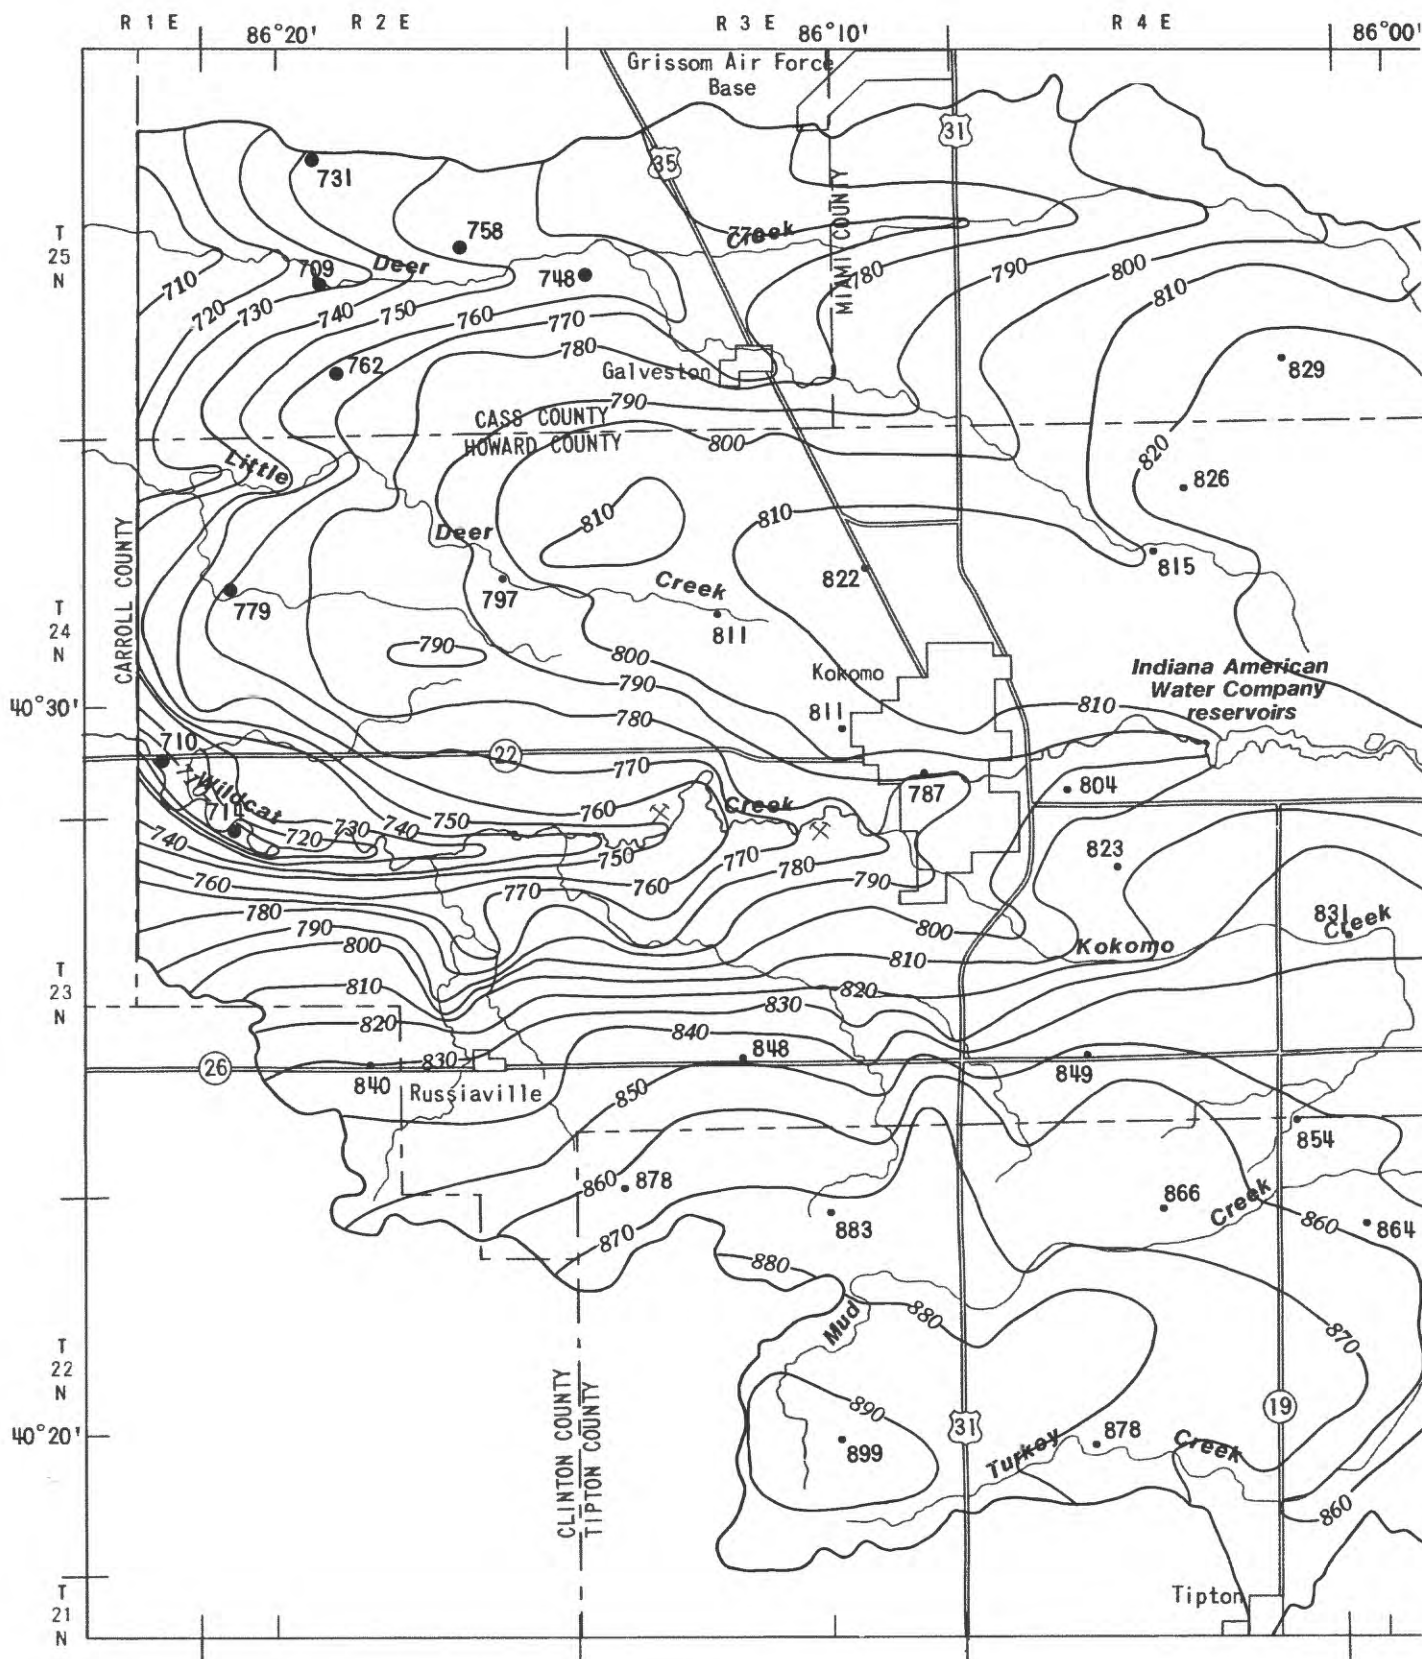 R 1 E
R 2 E
R 3 E
R 4 E
86°20'
86°10'
86°00'
Grissom Air Force
Base
31
35
731
T
25
N
758
Deer
Creek
770
MIAMI COUNTY
709
748
710
720
730
740
750
760
770
780
780
790
800
810
762
Galveston
829
790
CASS COUNTY
HOWARD COUNTY
800
820
826
Little
810
810
Deer
822
815
CARROLL COUNTY
797
Creek
779
811
T
24
N
790
800
790
Kokomo
Indiana American
Water Company
reservoirs
40°30'
780
811
810
710
22
770
Wildcat
760
Creek
787
804
714
720
730
740
750
740
750
770
780
823
760
770
760
790
780
790
800
800
831
Creek
Kokomo
810
T
23
N
810
820
820
830
840
26
840
830
848
849
Russiaville
850
854
860
878
866
Creek
860
864
883
870
880
Mud
880
870
T
22
N
CLINTON COUNTY
TIPTON COUNTY
890
19
40°20'
899
31
Turkey
878
Creek
860
T
21
N
Tipton